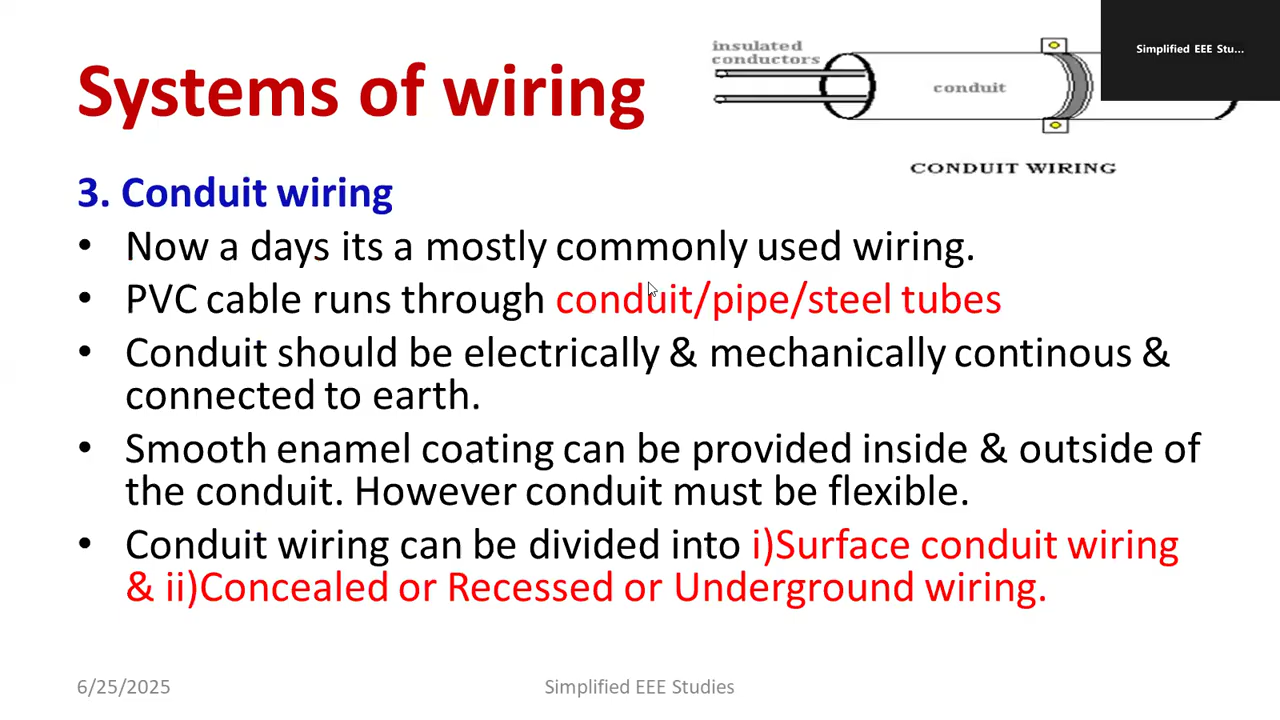 Simplified EEE Stu...
insulated
conductors
conduit
CONDUIT WIRING
Systems of wiring
3. Conduit wiring
• Now a days its a mostly commonly used wiring.
• PVC cable runs through conduit/pipe/steel tubes
• Conduit should be electrically & mechanically continous &
connected to earth.
• Smooth enamel coating can be provided inside & outside of
the conduit. However conduit must be flexible.
• Conduit wiring can be divided into i)Surface conduit wiring
& ii)Concealed or Recessed or Underground wiring.
6/25/2025
Simplified EEE Studies